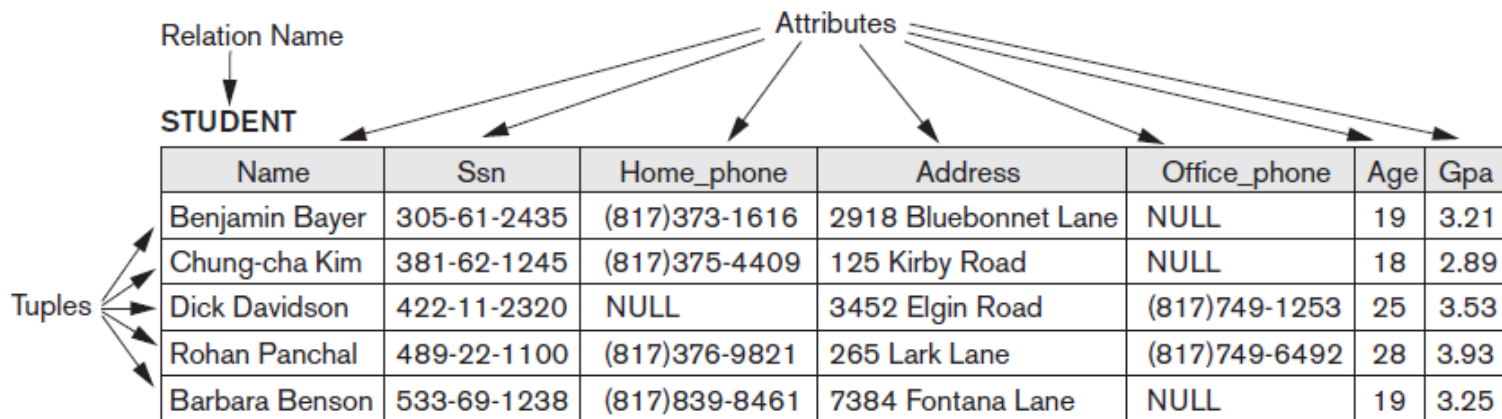 Attributes
Relation Name
STUDENT
Name Ssn Home_phone Address Office_phone Age Gpa
Benjamin Bayer 305-61-2435 (817)373-1616 2918 Bluebonnet Lane NULL 19 3.21
Chung-cha Kim 381-62-1245 (817)375-4409 125 Kirby Road NULL 18 2.89
Tuples Dick Davidson 422-11-2320 NULL 3452 Elgin Road (817)749-1253 25 3.53
Rohan Panchal 489-22-1100 (817)376-9821 265 Lark Lane (817)749-6492 28 3.93
Barbara Benson 533-69-1238 (817)839-8461 7384 Fontana Lane NULL 19 3.25